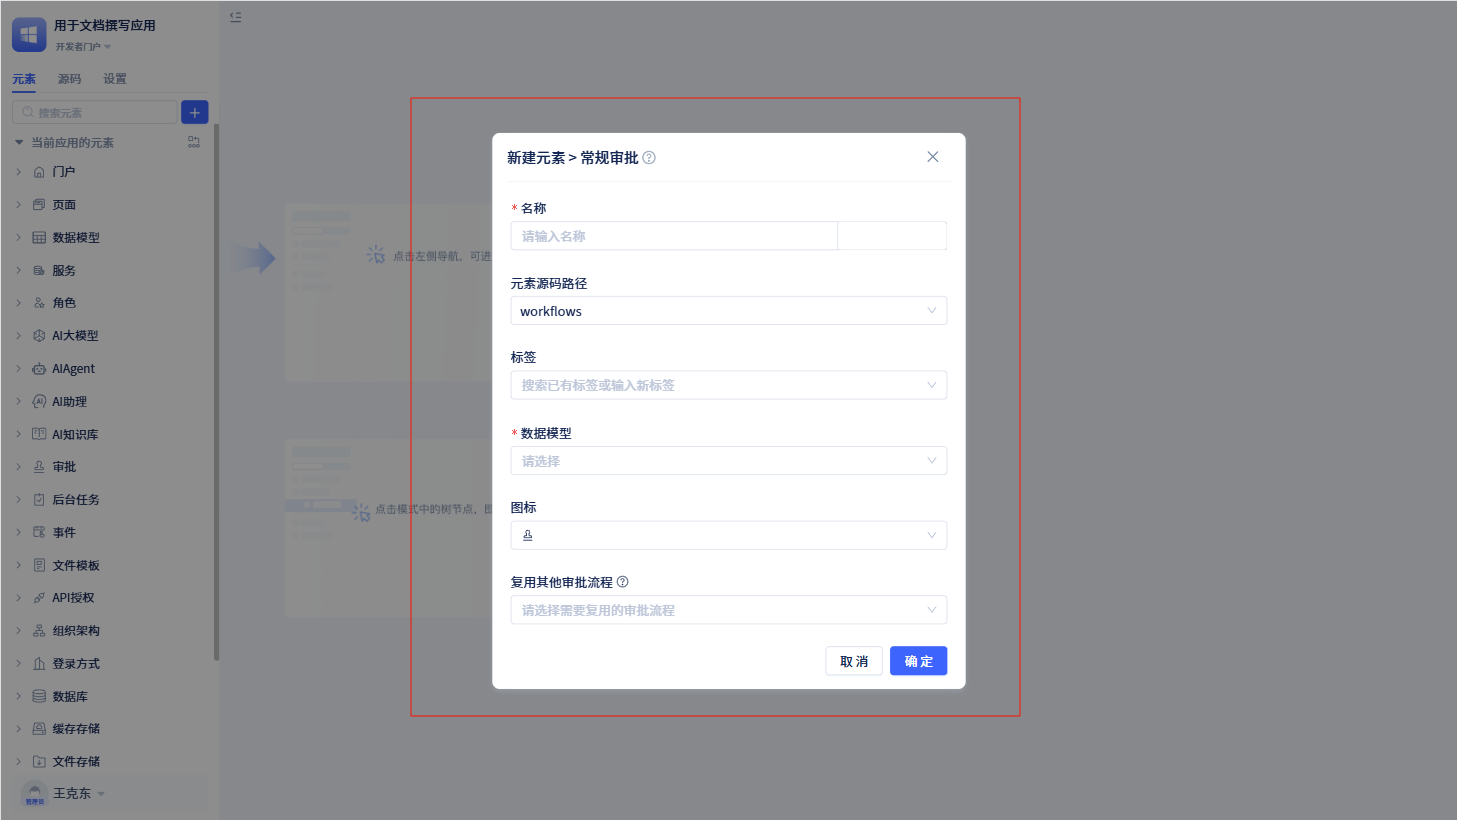 用于文档撰写应用
开发者门户
元素 源码 设置
搜索元素
当前应用的元素
门户
页面
数据模型
服务
角色
AI大模型
AIAgent
AI助理
AI知识库
审批
后台任务
事件
文件模板
API授权
组织架构
登录方式
数据库
缓存存储
文件存储
管理员
王克东
点击左侧导航，可进
点击模式中的树节点，
新建元素 > 常规审批
* 名称
请输入名称
元素源码路径
workflows
标签
搜索已有标签或输入新标签
* 数据模型
请选择
图标
复用其他审批流程
请选择需要复用的审批流程
取消 确定